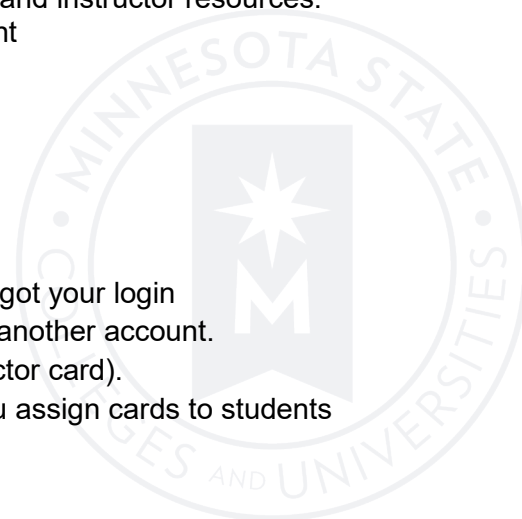 and instructor resources.
nt
got your login
another account.
ctor card).
u assign cards to students
MINNESOTA STATE
COLLEGES AND UNIVERSITIES
M